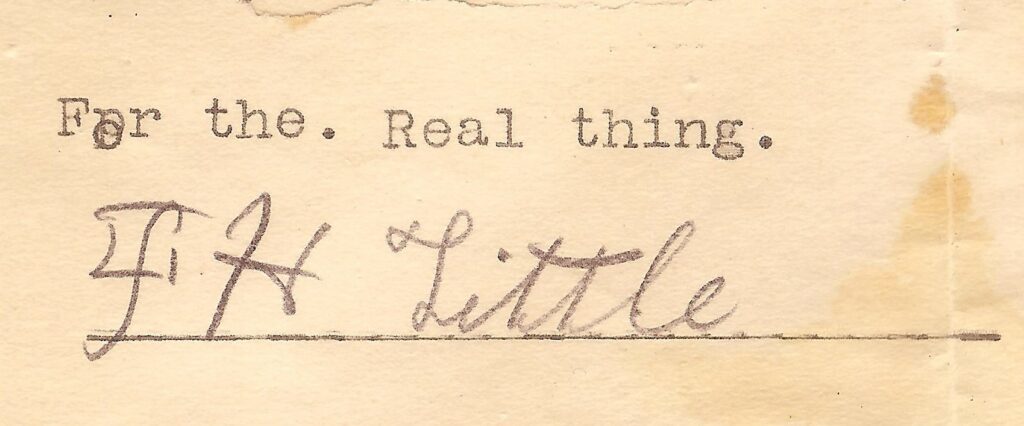 For the. Real thing.
F H Little